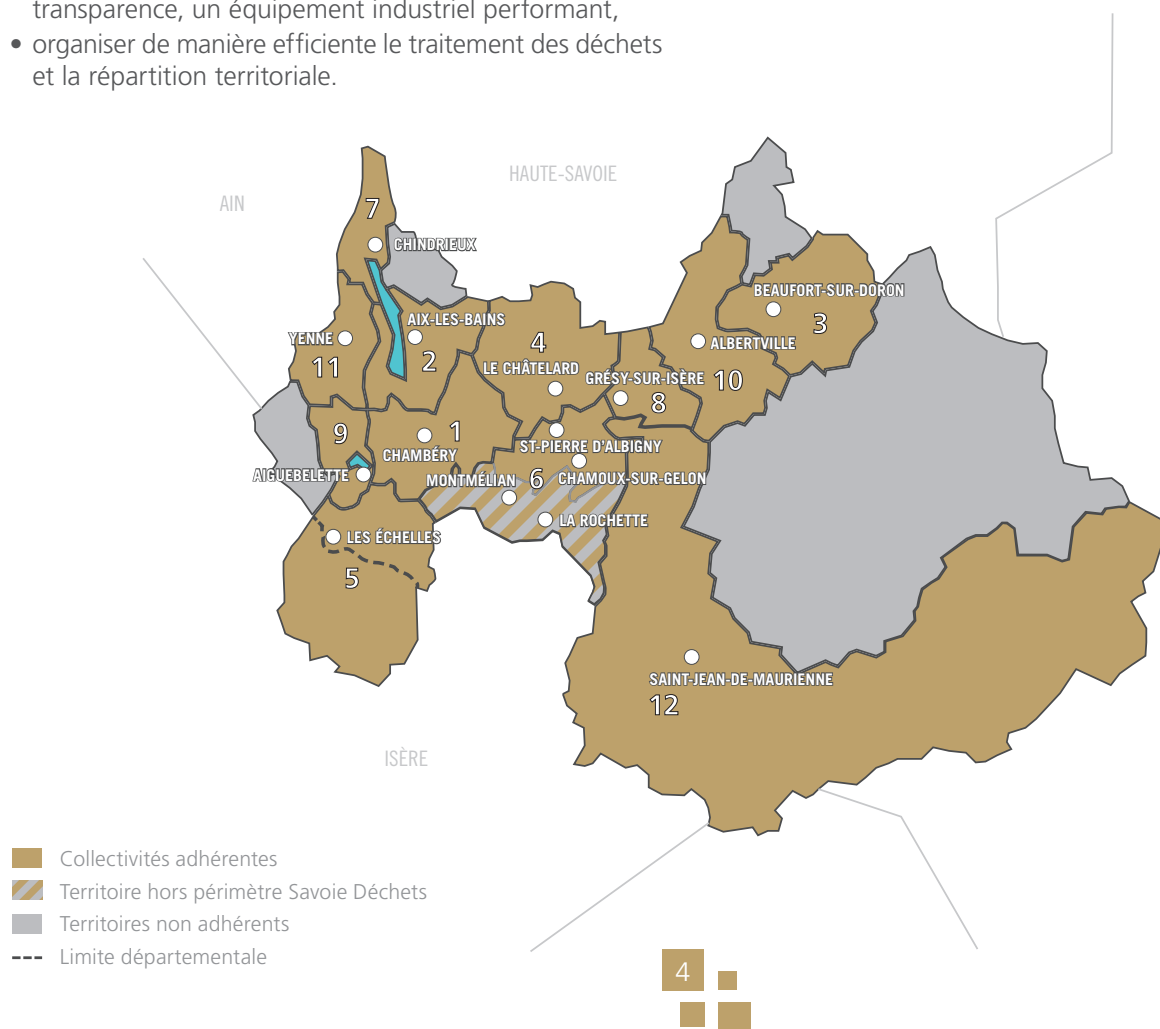 transparence, un équipement industriel performant,
• organiser de manière efficiente le traitement des déchets
et la répartition territoriale.
HAUTE-SAVOIE
AIN
7
CHINDRIEUX
BEAUFORT-SUR-DORON
3
AIX-LES-BAINS
2
YENNE
11
4
LE CHÂTELARD
ALBERTVILLE
10
GRÉSY-SUR-ISÈRE
8
9
AIGUEBELETTE
1
CHAMBÉRY
ST-PIERRE D'ALBIGNY
MONTMÉLIAN
6
CHAMOUX-SUR-GELON
LA ROCHETTE
LES ÉCHELLES
5
SAINT-JEAN-DE-MAURIENNE
12
ISÈRE
Collectivités adhérentes
Territoire hors périmètre Savoie Déchets
Territoires non adhérents
Limite départementale
4